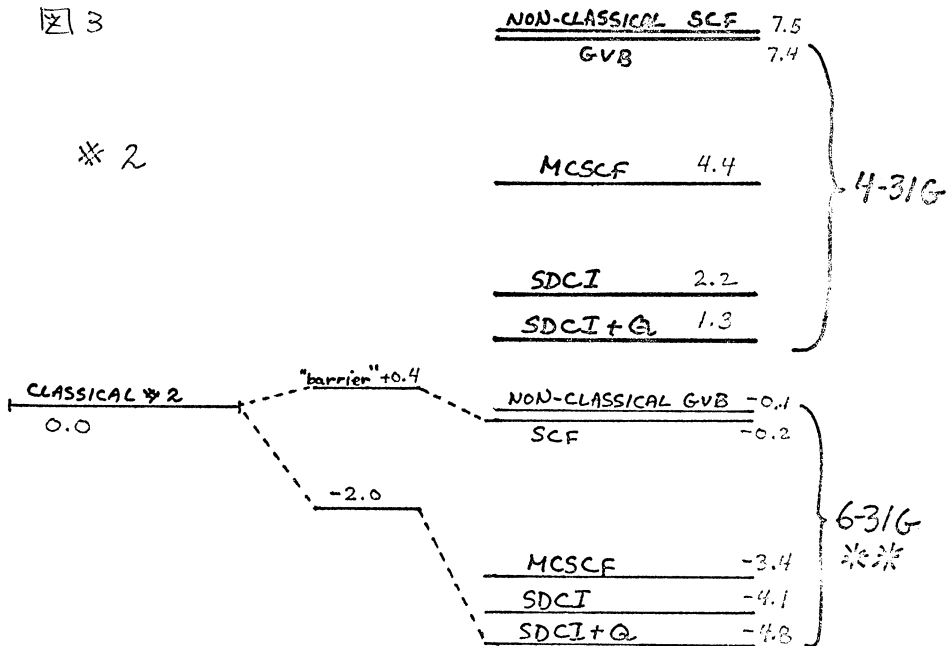 図 3
NON-CLASSICAL SCF 7.5
GVB 7.4
※ 2
MCSCF 4.4
4-31G
SDCI 2.2
SDCI + Q 1.3
"barrier" +0.4
CLASSICAL ※ 2
0.0
NON-CLASSICAL GVB -0.1
SCF -0.2
-2.0
6-31G
**
MCSCF -3.4
SDCI -4.1
SDCI + Q -4.8